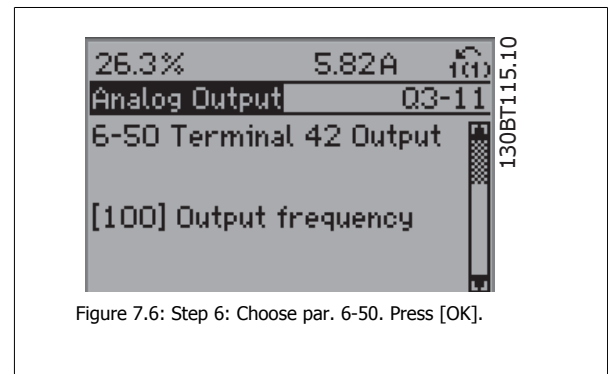 26.3% 5.82A 1(1)
Analog Output Q3-11
6-50 Terminal 42 Output
[100] Output frequency
130BT115.10
Figure 7.6: Step 6: Choose par. 6-50. Press [OK].